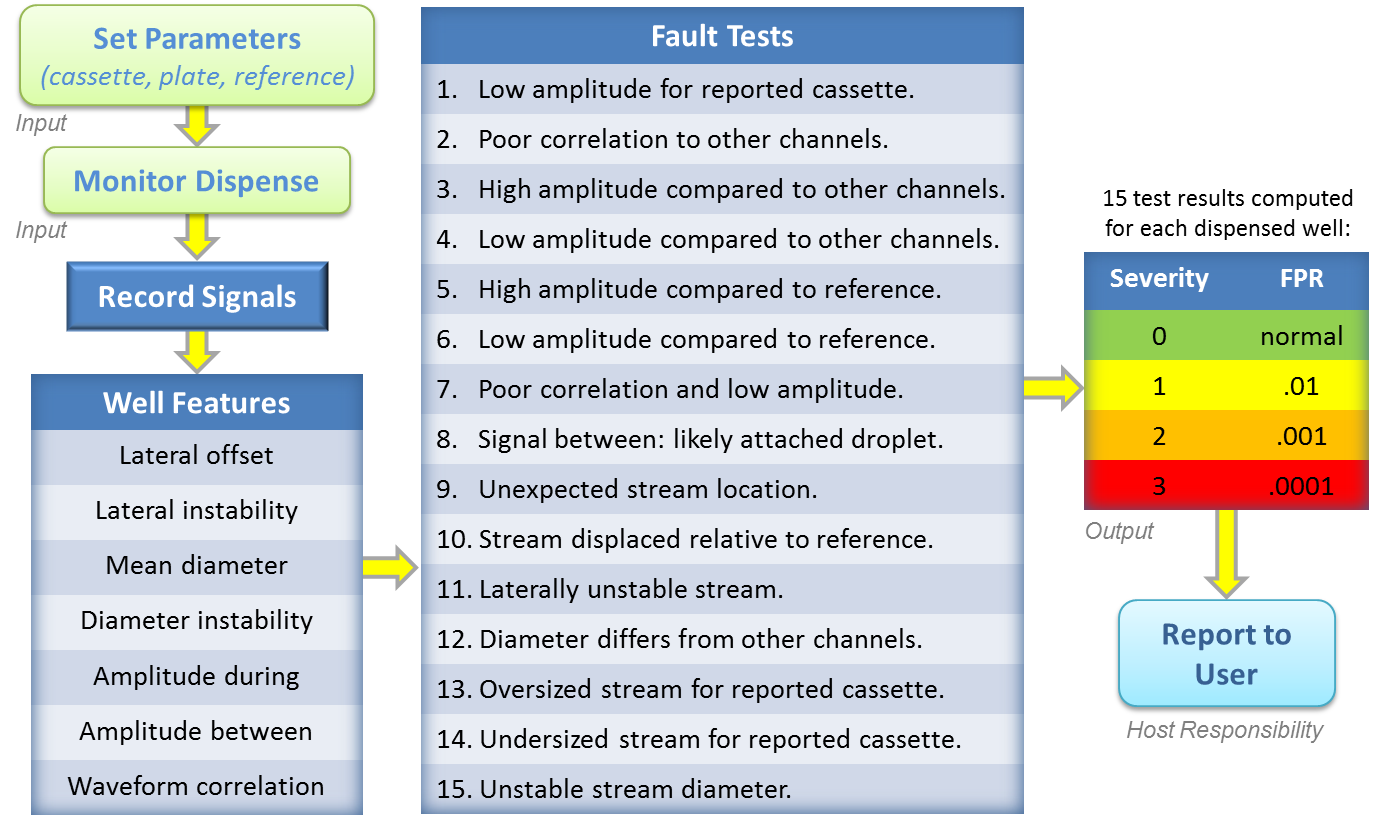 Set Parameters
(cassette, plate, reference)
Input
Monitor Dispense
Input
Record Signals
Well Features
Lateral offset
Lateral instability
Mean diameter
Diameter instability
Amplitude during
Amplitude between
Waveform correlation
Fault Tests
1. Low amplitude for reported cassette.
2. Poor correlation to other channels.
3. High amplitude compared to other channels.
4. Low amplitude compared to other channels.
5. High amplitude compared to reference.
6. Low amplitude compared to reference.
7. Poor correlation and low amplitude.
8. Signal between: likely attached droplet.
9. Unexpected stream location.
10. Stream displaced relative to reference.
11. Laterally unstable stream.
12. Diameter differs from other channels.
13. Oversized stream for reported cassette.
14. Undersized stream for reported cassette.
15. Unstable stream diameter.
15 test results computed
for each dispensed well:
Severity FPR
0 normal
1 .01
2 .001
3 .0001
Output
Report to
User
Host Responsibility